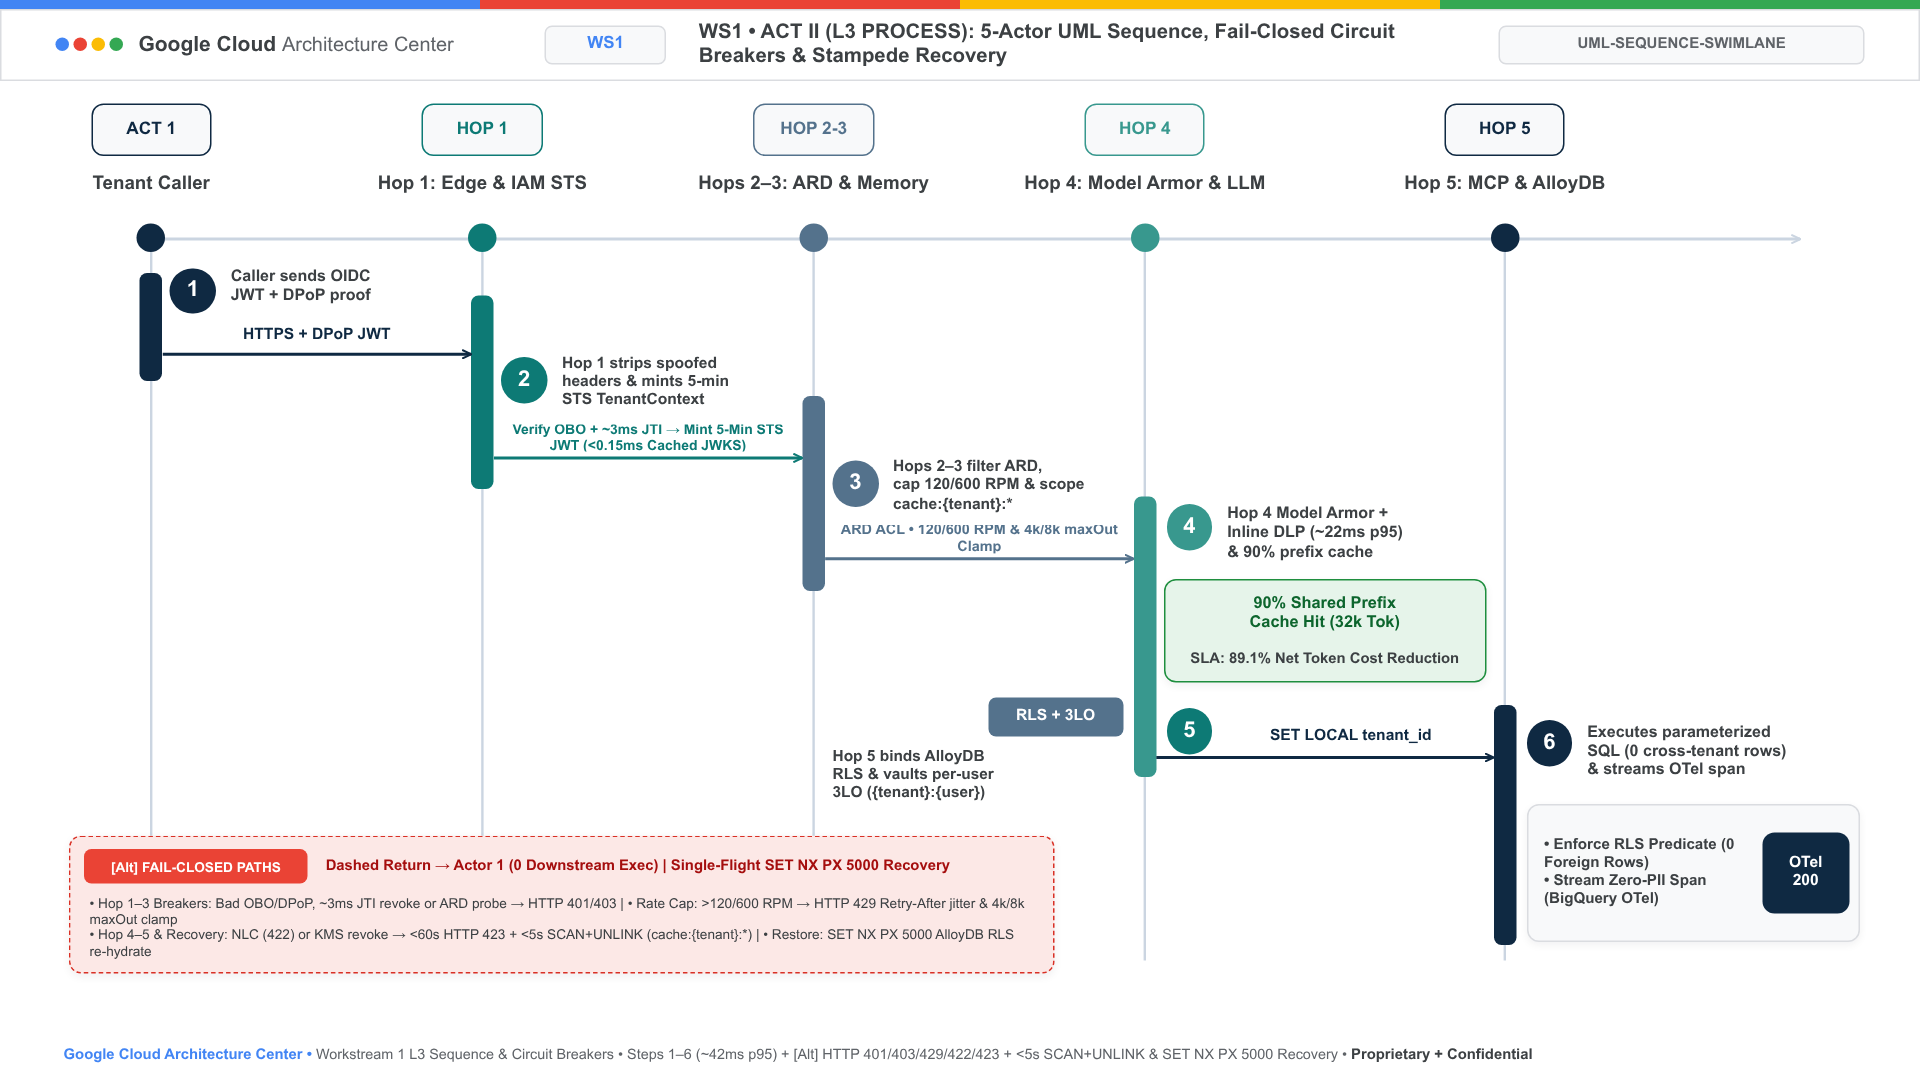 Google Cloud Architecture Center
WS1
WS1 • ACT II (L3 PROCESS): 5-Actor UML Sequence, Fail-Closed Circuit
Breakers & Stampede Recovery
UML-SEQUENCE-SWIMLANE
ACT 1
HOP 1
HOP 2-3
HOP 4
HOP 5
Tenant Caller
Hop 1: Edge & IAM STS
Hops 2–3: ARD & Memory
Hop 4: Model Armor & LLM
Hop 5: MCP & AlloyDB
1
Caller sends OIDC
JWT + DPoP proof
HTTPS + DPoP JWT
2
Hop 1 strips spoofed
headers & mints 5-min
STS TenantContext
Verify OBO + ~3ms JTI → Mint 5-Min STS
JWT (<0.15ms Cached JWKS)
3
Hops 2–3 filter ARD,
cap 120/600 RPM & scope
cache:{tenant}:*
ARD ACL • 120/600 RPM & 4k/8k maxOut
Clamp
4
Hop 4 Model Armor +
Inline DLP (~22ms p95)
& 90% prefix cache
90% Shared Prefix
Cache Hit (32k Tok)
SLA: 89.1% Net Token Cost Reduction
RLS + 3LO
Hop 5 binds AlloyDB
RLS & vaults per-user
3LO ({tenant}:{user})
5
SET LOCAL tenant_id
6
Executes parameterized
SQL (0 cross-tenant rows)
& streams OTel span
• Enforce RLS Predicate (0
Foreign Rows)
• Stream Zero-PII Span
(BigQuery OTel)
OTel
200
[Alt] FAIL-CLOSED PATHS
Dashed Return → Actor 1 (0 Downstream Exec) | Single-Flight SET NX PX 5000 Recovery
• Hop 1–3 Breakers: Bad OBO/DPoP, ~3ms JTI revoke or ARD probe → HTTP 401/403 | • Rate Cap: >120/600 RPM → HTTP 429 Retry-After jitter & 4k/8k
maxOut clamp
• Hop 4–5 & Recovery: NLC (422) or KMS revoke → <60s HTTP 423 + <5s SCAN+UNLINK (cache:{tenant}:*) | • Restore: SET NX PX 5000 AlloyDB RLS
re-hydrate
Google Cloud Architecture Center • Workstream 1 L3 Sequence & Circuit Breakers • Steps 1–6 (~42ms p95) + [Alt] HTTP 401/403/429/422/423 + <5s SCAN+UNLINK & SET NX PX 5000 Recovery • Proprietary + Confidential